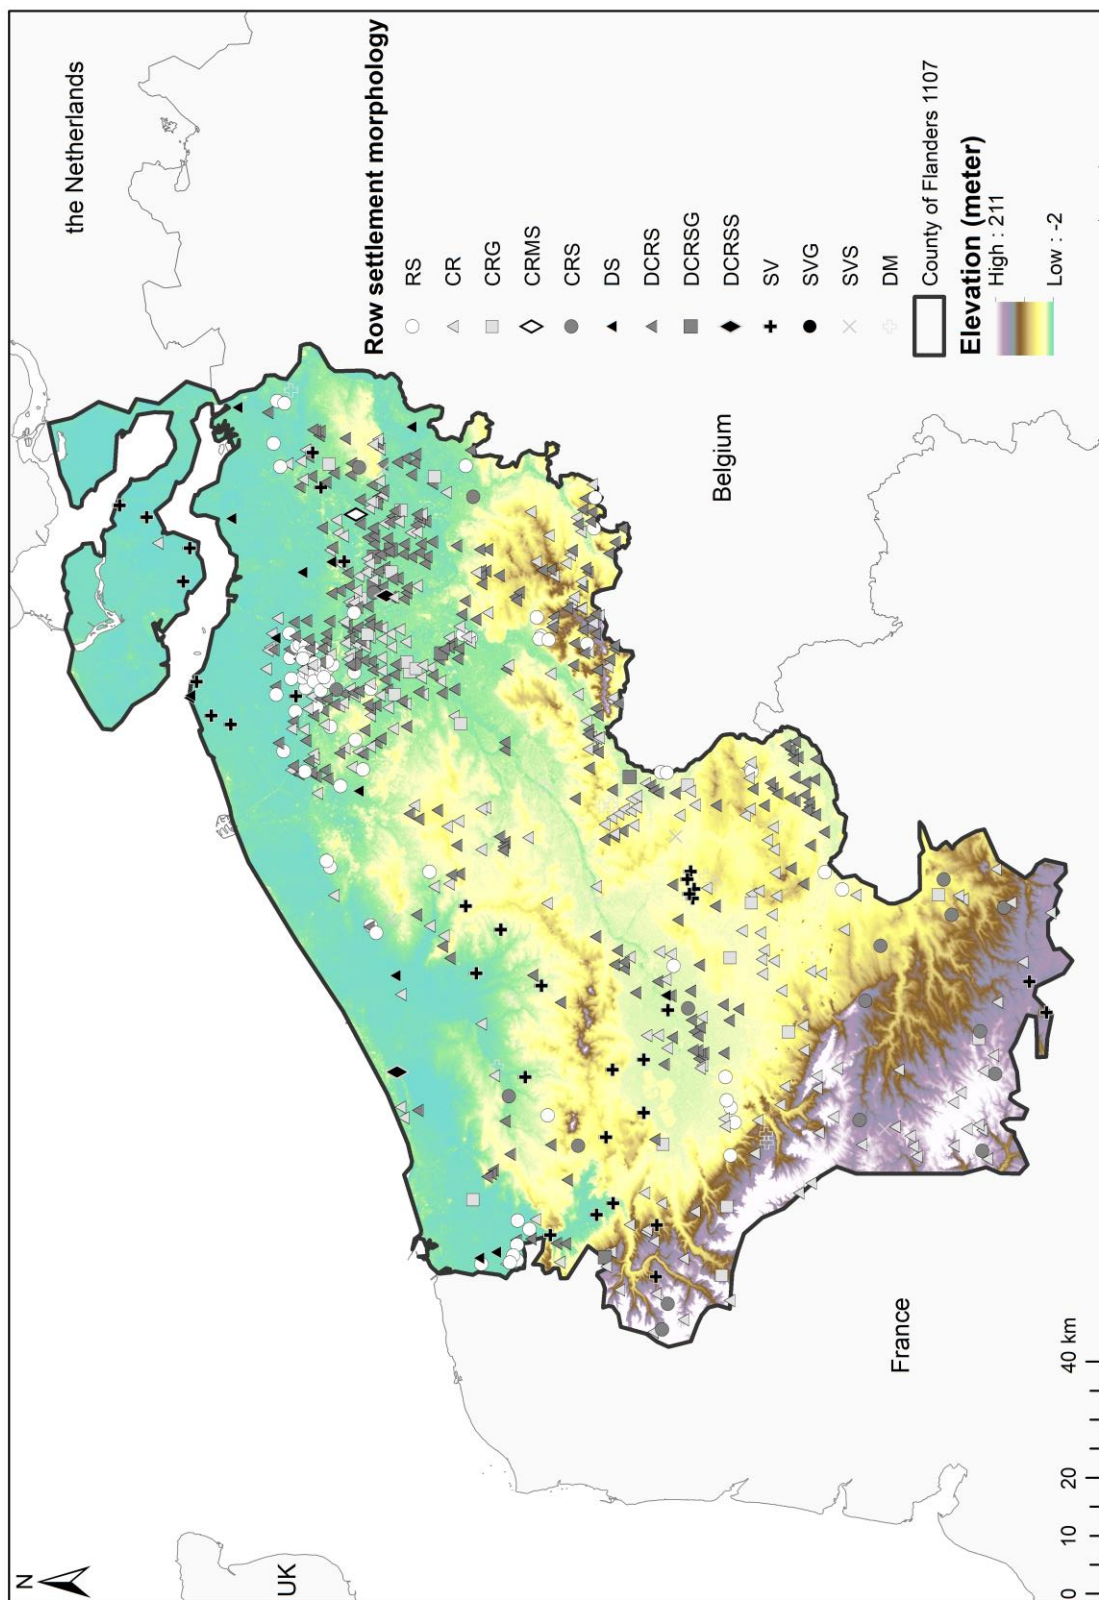 N
UK
the Netherlands
Belgium
France
Row settlement morphology
RS
CR
CRG
CRMS
CRS
DS
DCRS
DCRSG
DCRSS
SV
SVG
SVS
DM
County of Flanders 1107
Elevation (meter)
High : 211
Low : -2
0 10 20 40 km